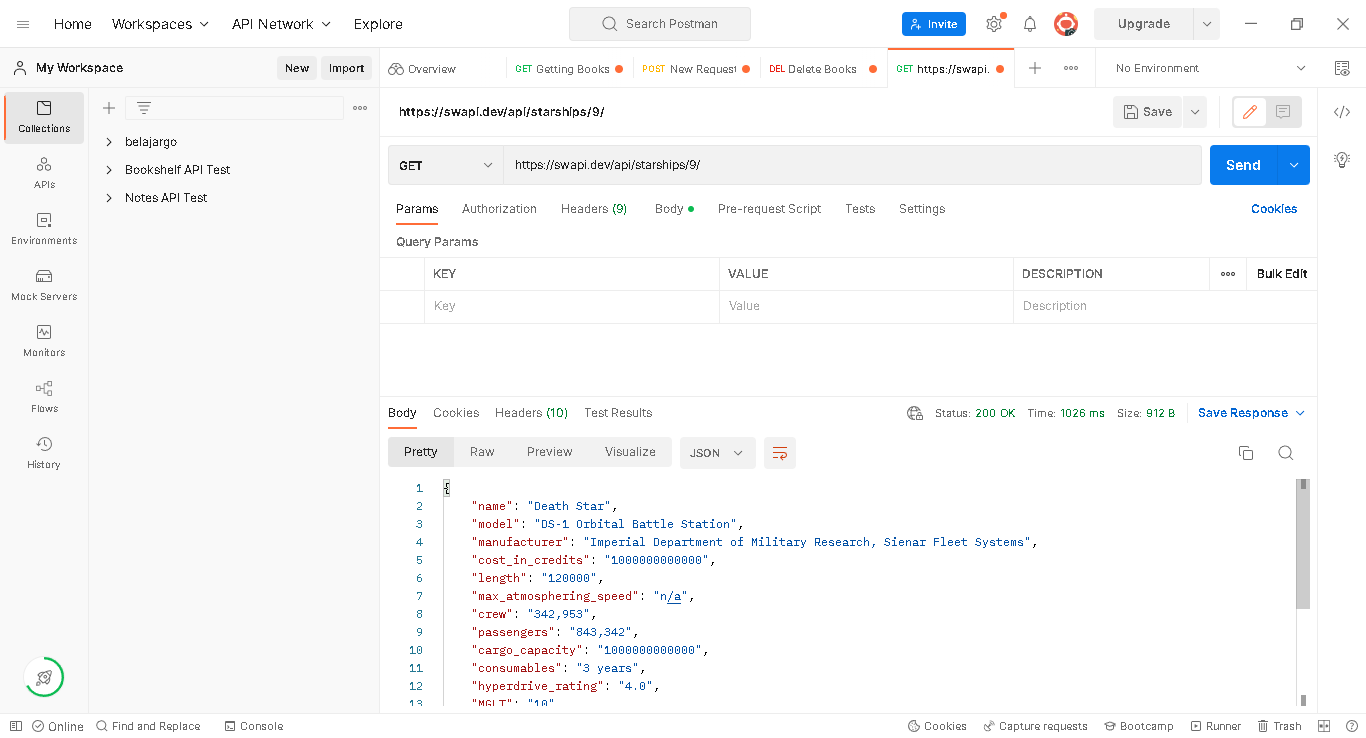 Home Workspaces API Network Explore Search Postman Invite Upgrade
My Workspace New Import Overview GET Getting Books POST New Request DEL Delete Books GET https://swapi. No Environment
Collections
APIs
Environments
Mock Servers
Monitors
Flows
History
belajargo
Bookshelf API Test
Notes API Test
https://swapi.dev/api/starships/9/ Save
GET https://swapi.dev/api/starships/9/ Send
Params Authorization Headers (9) Body Pre-request Script Tests Settings Cookies
Query Params
KEY VALUE DESCRIPTION Bulk Edit
Key Value Description
Body Cookies Headers (10) Test Results Status: 200 OK Time: 1026 ms Size: 912 B Save Response
Pretty Raw Preview Visualize JSON
1 {
2 "name": "Death Star",
3 "model": "DS-1 Orbital Battle Station",
4 "manufacturer": "Imperial Department of Military Research, Sienar Fleet Systems",
5 "cost_in_credits": "1000000000000",
6 "length": "120000",
7 "max_atmosphering_speed": "n/a",
8 "crew": "342,953",
9 "passengers": "843,342",
10 "cargo_capacity": "1000000000000",
11 "consumables": "3 years",
12 "hyperdrive_rating": "4.0",
13 "MGLT": "10"
Online Find and Replace Console Cookies Capture requests Bootcamp Runner Trash